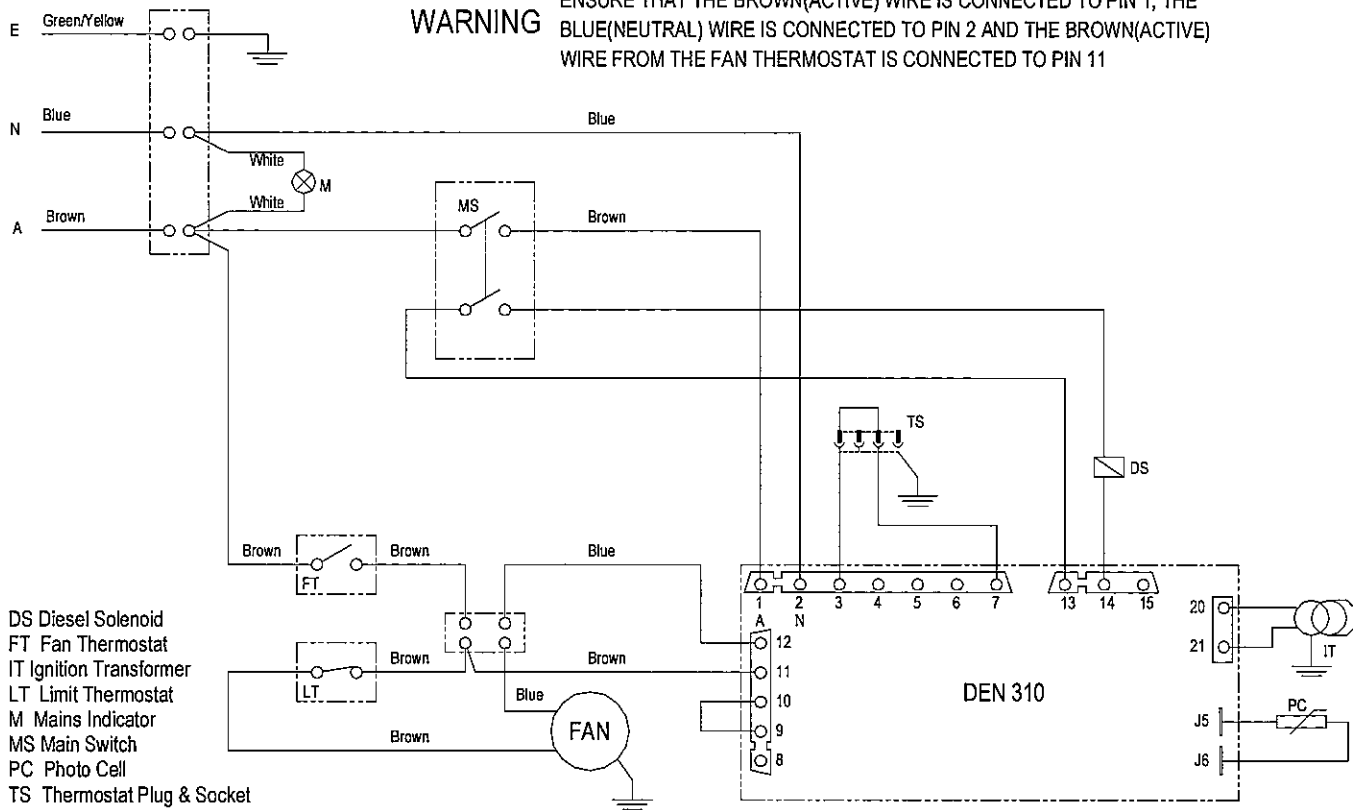 ENSURE THAT THE BROWN(ACTIVE) WIRE IS CONNECTED TO PIN 1, THE
WARNING
BLUE(NEUTRAL) WIRE IS CONNECTED TO PIN 2 AND THE BROWN(ACTIVE)
WIRE FROM THE FAN THERMOSTAT IS CONNECTED TO PIN 11
E Green/Yellow
N Blue
Blue
White
M
White
A Brown
MS
Brown
TS
DS
Brown
FT
Brown
Blue
1 2 3 4 5 6 7 13 14 15
A N
12
11
10
9
8
20
21
IT
DEN 310
J5
PC
J6
LT
Brown
Brown
Blue
Brown
FAN
DS Diesel Solenoid
FT Fan Thermostat
IT Ignition Transformer
LT Limit Thermostat
M Mains Indicator
MS Main Switch
PC Photo Cell
TS Thermostat Plug & Socket